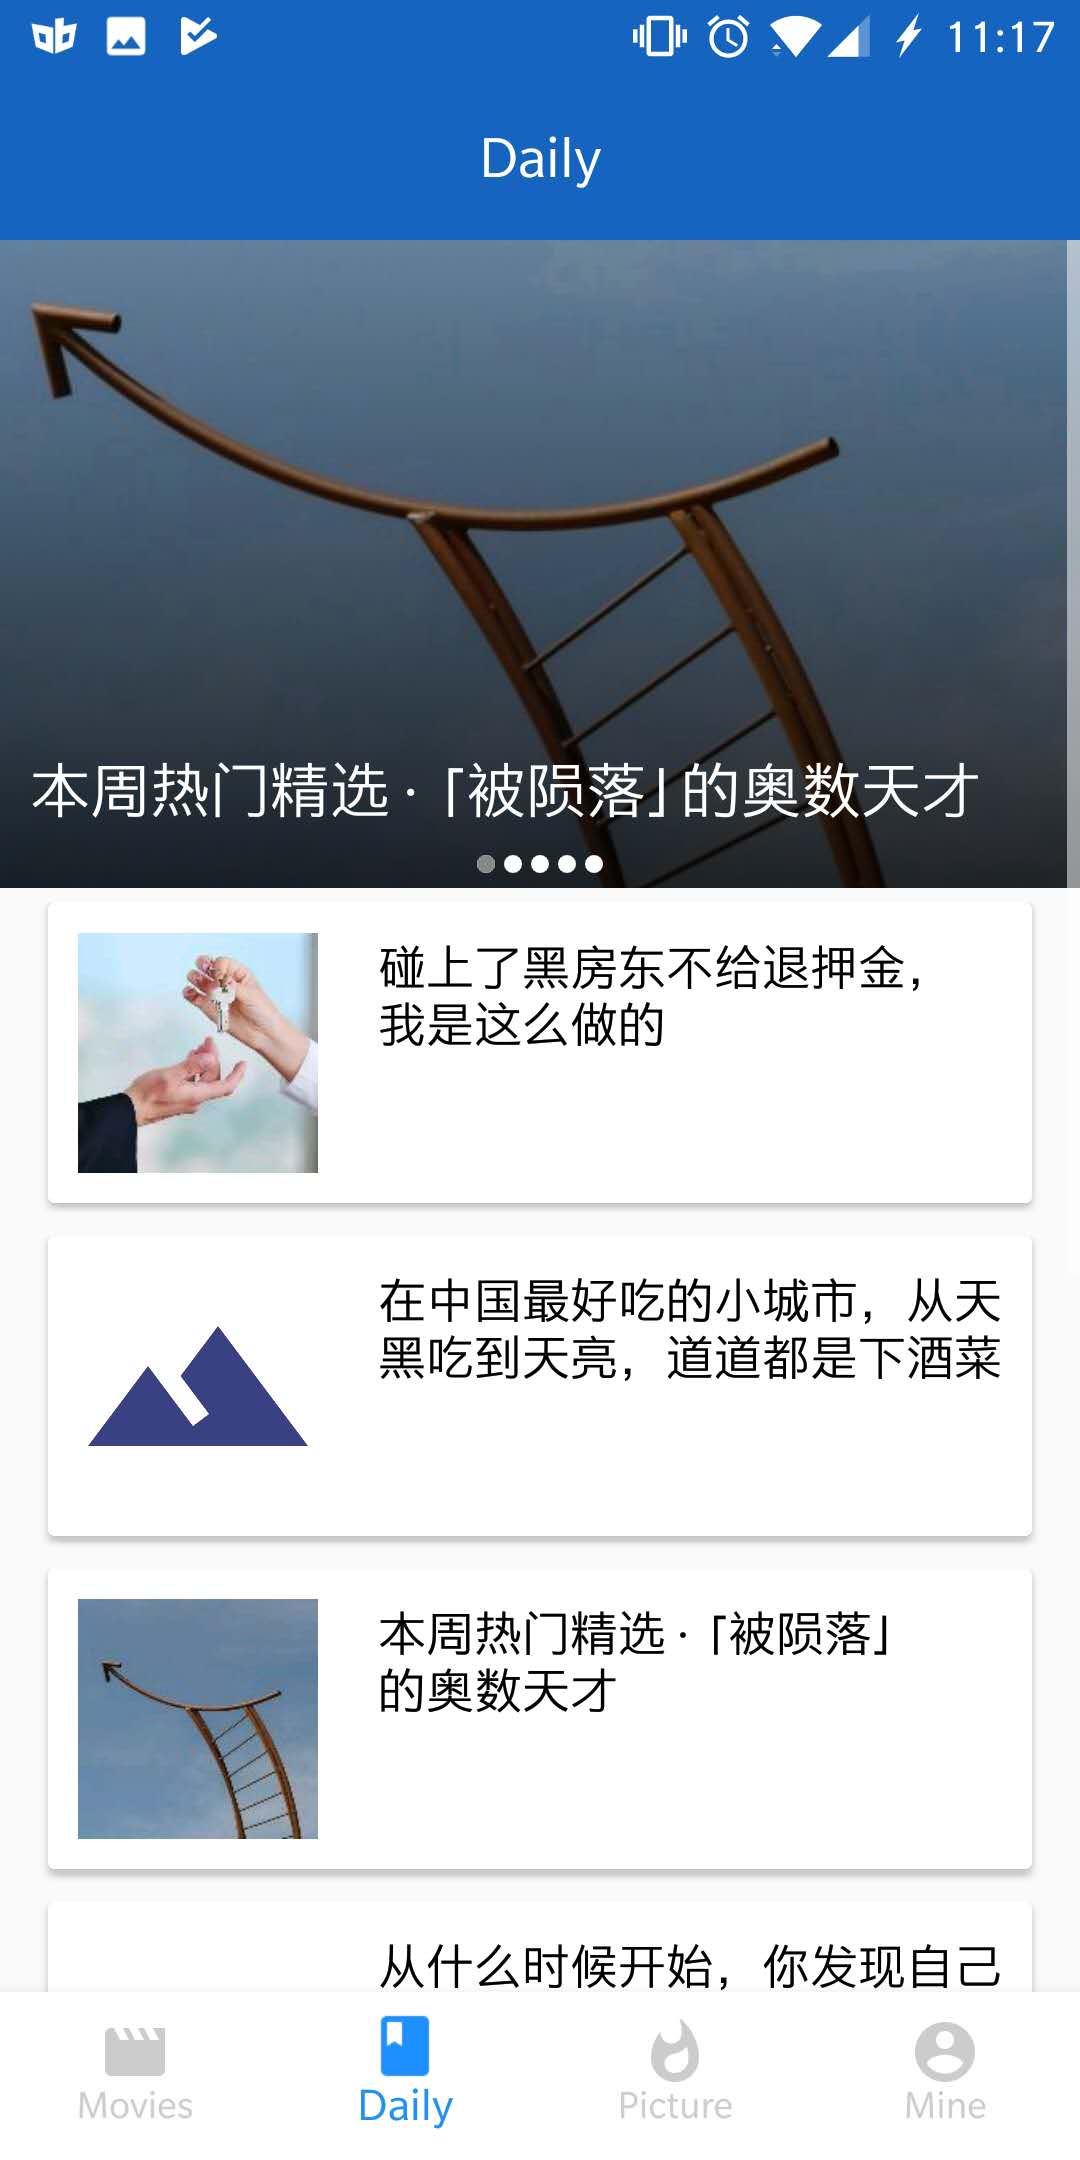 11:17
Daily
本周热门精选 · 「被陨落」的奥数天才
碰上了黑房东不给退押金，
我是这么做的
在中国最好吃的小城市，从天
黑吃到天亮，道道都是下酒菜
本周热门精选 · 「被陨落」
的奥数天才
从什么时候开始，你发现自己
Movies
Daily
Picture
Mine